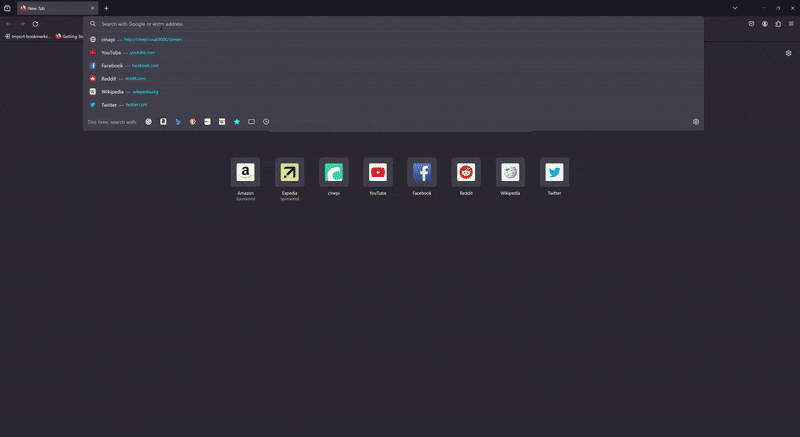 New Tab
Search with Google or enter address
Import bookmarks...
Getting St
cinepi — http://cinepi.local:8000/stream
YouTube — youtube.com
Facebook — facebook.com
Reddit — reddit.com
Wikipedia — wikipedia.org
Twitter — twitter.com
This time, search with:
Amazon
Sponsored
Expedia
Sponsored
cinepi
YouTube
Facebook
Reddit
Wikipedia
Twitter